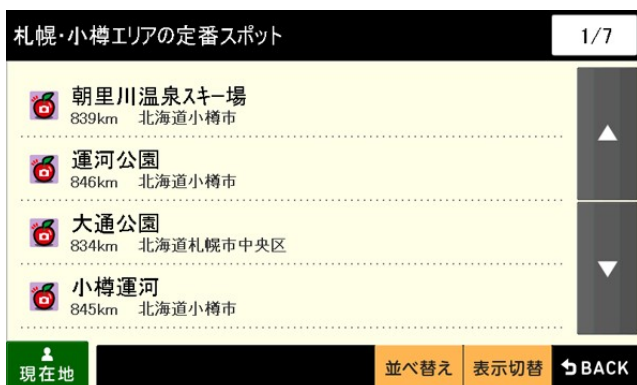 札幌・小樽エリアの定番スポット 1/7
朝里川温泉スキー場
839km 北海道小樽市
運河公園
846km 北海道小樽市
大通公園
834km 北海道札幌市中央区
小樽運河
845km 北海道小樽市
現在地 並べ替え 表示切替 BACK